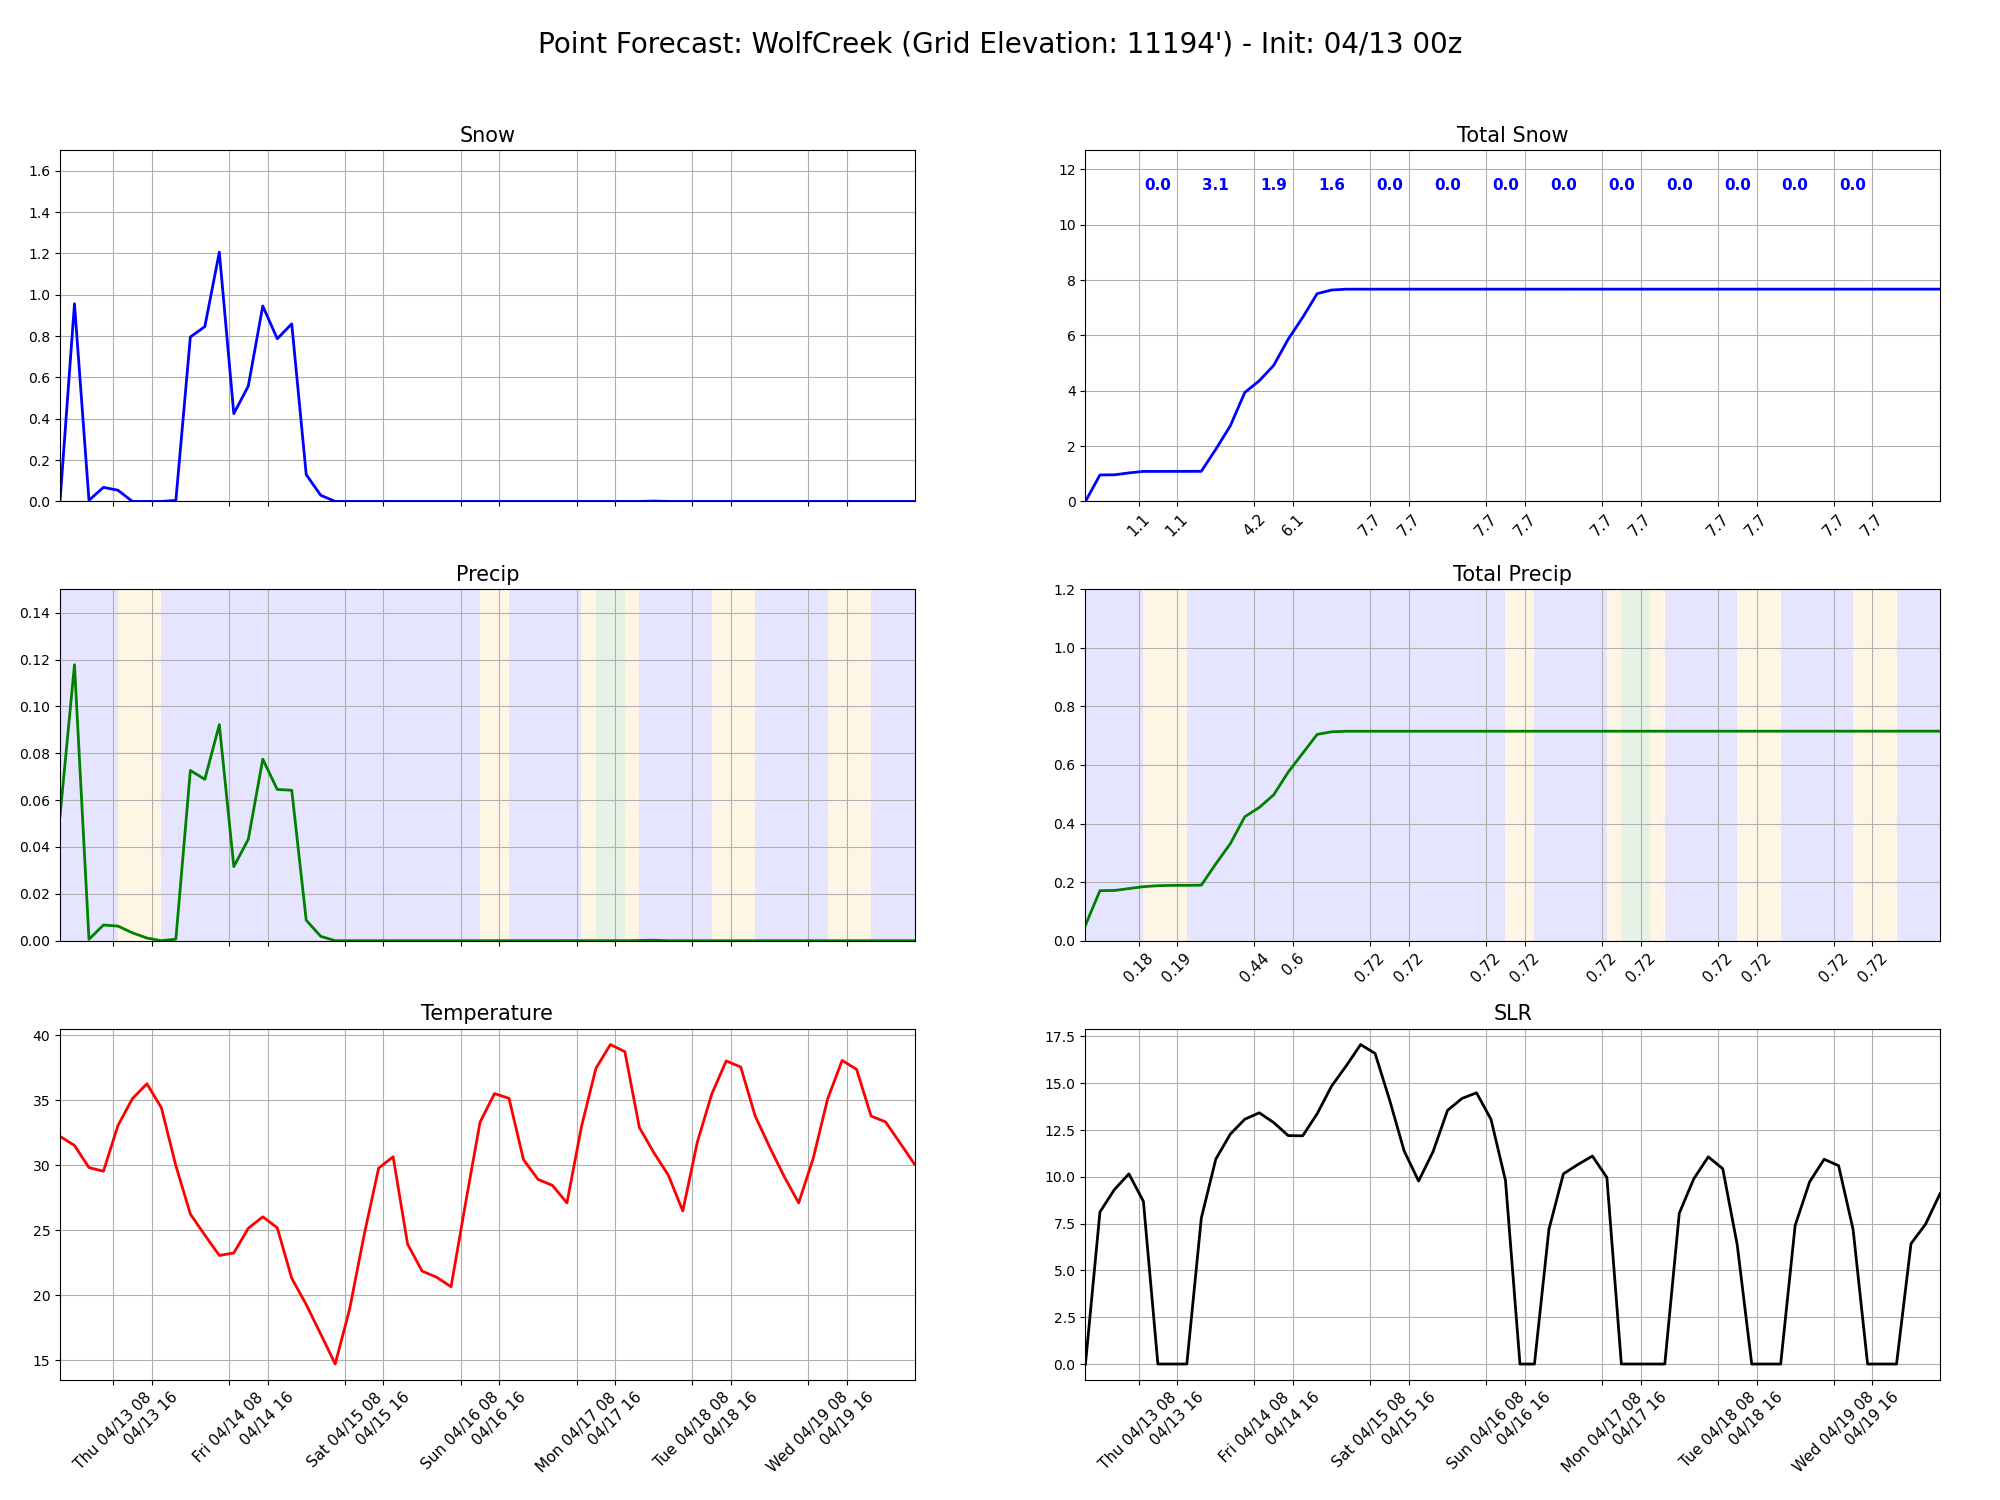 Point Forecast: WolfCreek (Grid Elevation: 11194') - Init: 04/13 00z
Snow
1.6
1.4
1.2
1.0
0.8
0.6
0.4
0.2
0.0
Total Snow
12
10
8
6
4
2
0
0.0 3.1 1.9 1.6 0.0 0.0 0.0 0.0 0.0 0.0 0.0 0.0 0.0
1.1 1.1 4.2 6.1 7.7 7.7 7.7 7.7 7.7 7.7 7.7 7.7 7.7 7.7
Precip
0.14
0.12
0.10
0.08
0.06
0.04
0.02
0.00
Total Precip
1.2
1.0
0.8
0.6
0.4
0.2
0.0
0.18 0.19 0.44 0.6 0.72 0.72 0.72 0.72 0.72 0.72 0.72 0.72 0.72 0.72
Temperature
40
35
30
25
20
15
Thu 04/13 08
04/13 16
Fri 04/14 08
04/14 16
Sat 04/15 08
04/15 16
Sun 04/16 08
04/16 16
Mon 04/17 08
04/17 16
Tue 04/18 08
04/18 16
Wed 04/19 08
04/19 16
SLR
17.5
15.0
12.5
10.0
7.5
5.0
2.5
0.0
Thu 04/13 08
04/13 16
Fri 04/14 08
04/14 16
Sat 04/15 08
04/15 16
Sun 04/16 08
04/16 16
Mon 04/17 08
04/17 16
Tue 04/18 08
04/18 16
Wed 04/19 08
04/19 16